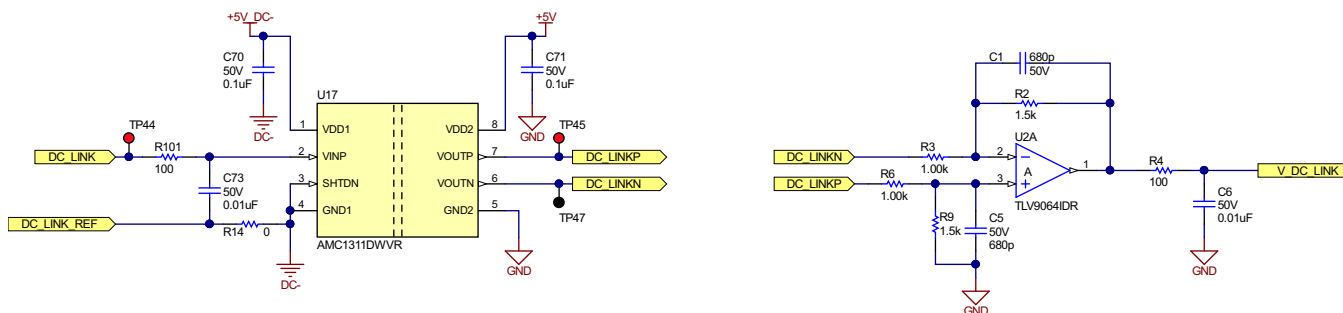 +5V_DC-
C70
50V
0.1uF
DC-
+5V
C71
50V
0.1uF
GND
U17
1
VDD1
VDD2
8
TP44
TP45
DC_LINK
R101
100
2
VINP
VOUTP
7
DC_LINKP
C73
50V
0.01uF
3
SHTDN
VOUTN
6
DC_LINKN
TP47
DC_LINK_REF
R14
0
4
GND1
GND2
5
AMC1311DWVR
DC-
GND
C1
680p
50V
R2
1.5k
U2A
DC_LINKN
R3
1.00k
2
DC_LINKP
R6
1.00k
3
A
1
TLV9064IDR
R4
100
V_DC_LINK
R9
1.5k
C5
50V
680p
C6
50V
0.01uF
GND
GND